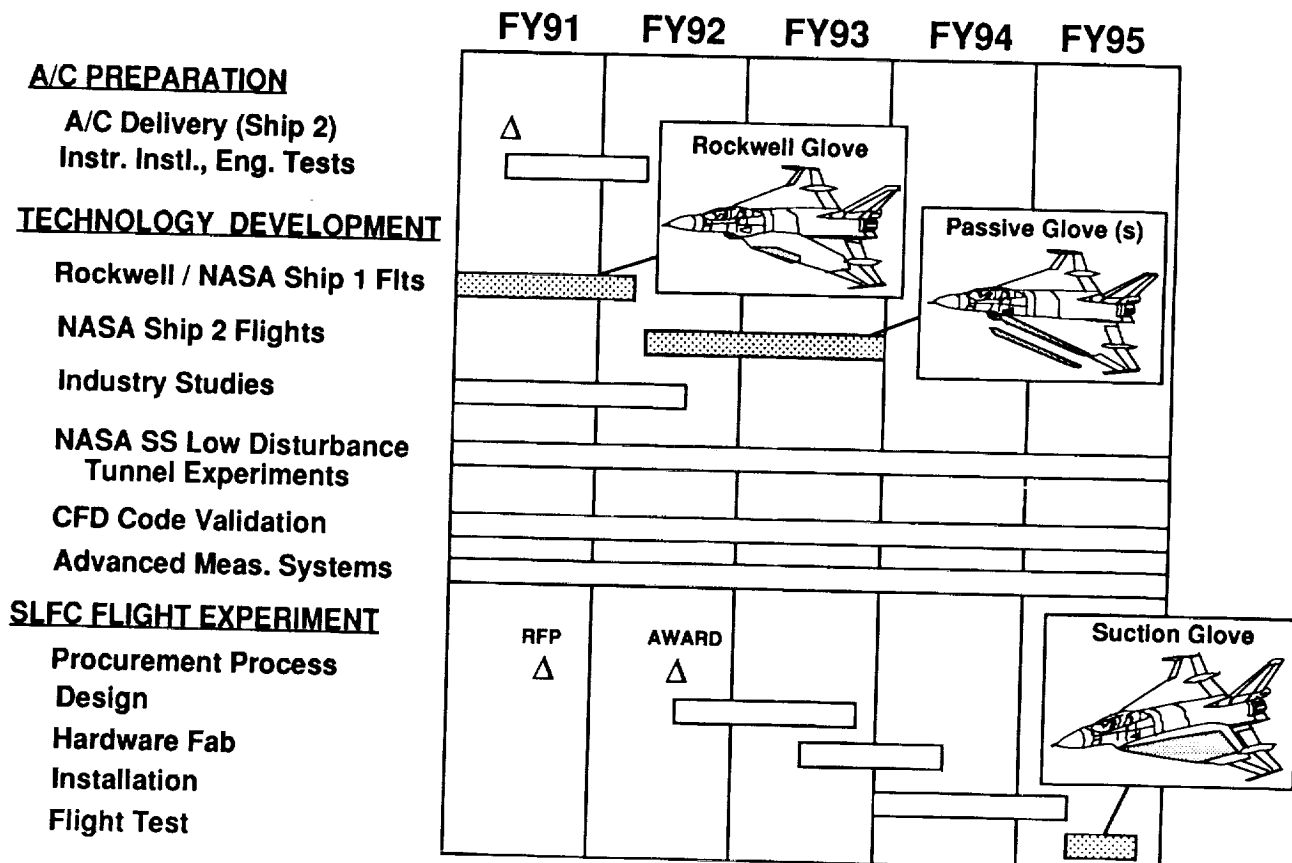 FY91 FY92 FY93 FY94 FY95
A/C PREPARATION
A/C Delivery (Ship 2)
Δ
Instr. Instl., Eng. Tests
Rockwell Glove
TECHNOLOGY DEVELOPMENT
Passive Glove (s)
Rockwell / NASA Ship 1 Flts
NASA Ship 2 Flights
Industry Studies
NASA SS Low Disturbance
Tunnel Experiments
CFD Code Validation
Advanced Meas. Systems
SLFC FLIGHT EXPERIMENT
RFP
AWARD
Suction Glove
Procurement Process
Δ Δ
Design
Hardware Fab
Installation
Flight Test